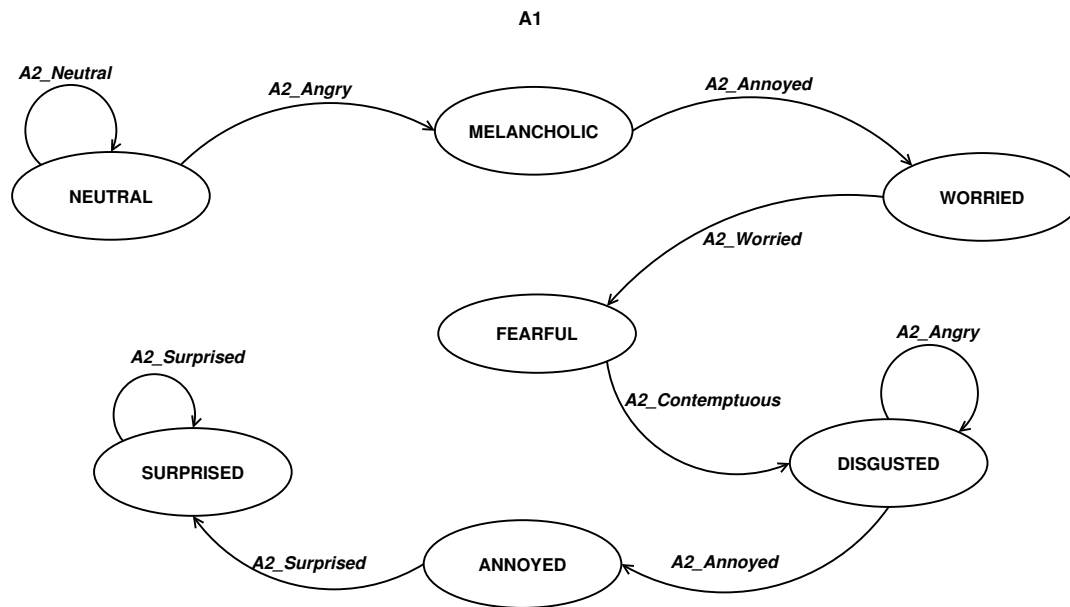 A1
A2_Neutral
A2_Angry
A2_Annoyed
MELANCHOLIC
NEUTRAL
WORRIED
A2_Worried
FEARFUL
A2_Angry
A2_Surprised
A2_Contemptuous
DISGUSTED
SURPRISED
A2_Surprised
ANNOYED
A2_Annoyed